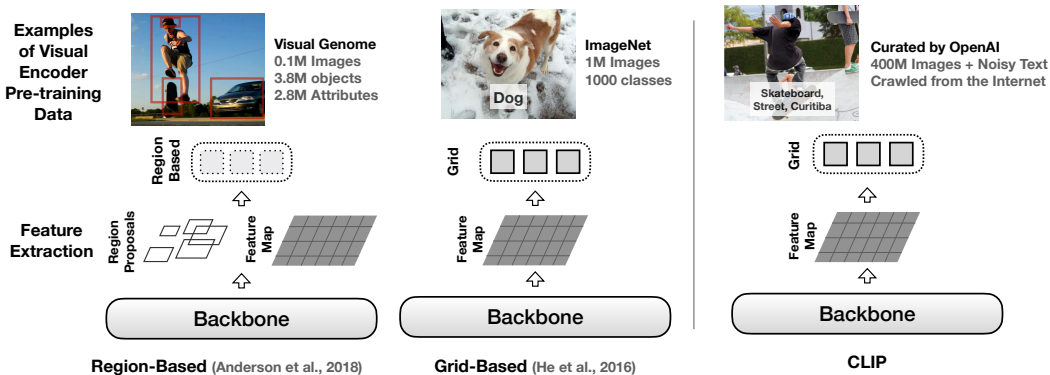 Examples
of Visual
Encoder
Pre-training
Data
Visual Genome
0.1M Images
3.8M objects
2.8M Attributes
Dog
ImageNet
1M Images
1000 classes
Skateboard,
Street, Curitiba
Curated by OpenAI
400M Images + Noisy Text
Crawled from the Internet
Region
Based
Grid
Grid
Feature
Extraction
Region
Proposals
Feature
Map
Feature
Map
Feature
Map
Backbone
Backbone
Backbone
Region-Based (Anderson et al., 2018)
Grid-Based (He et al., 2016)
CLIP